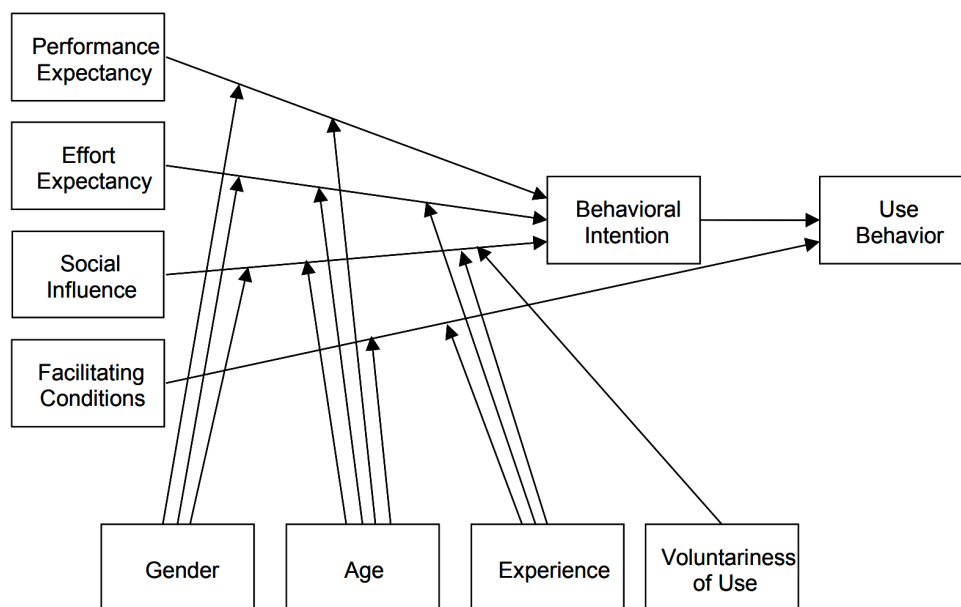 Performance
Expectancy
Effort
Expectancy
Social
Influence
Facilitating
Conditions
Behavioral
Intention
Use
Behavior
Gender
Age
Experience
Voluntariness
of Use